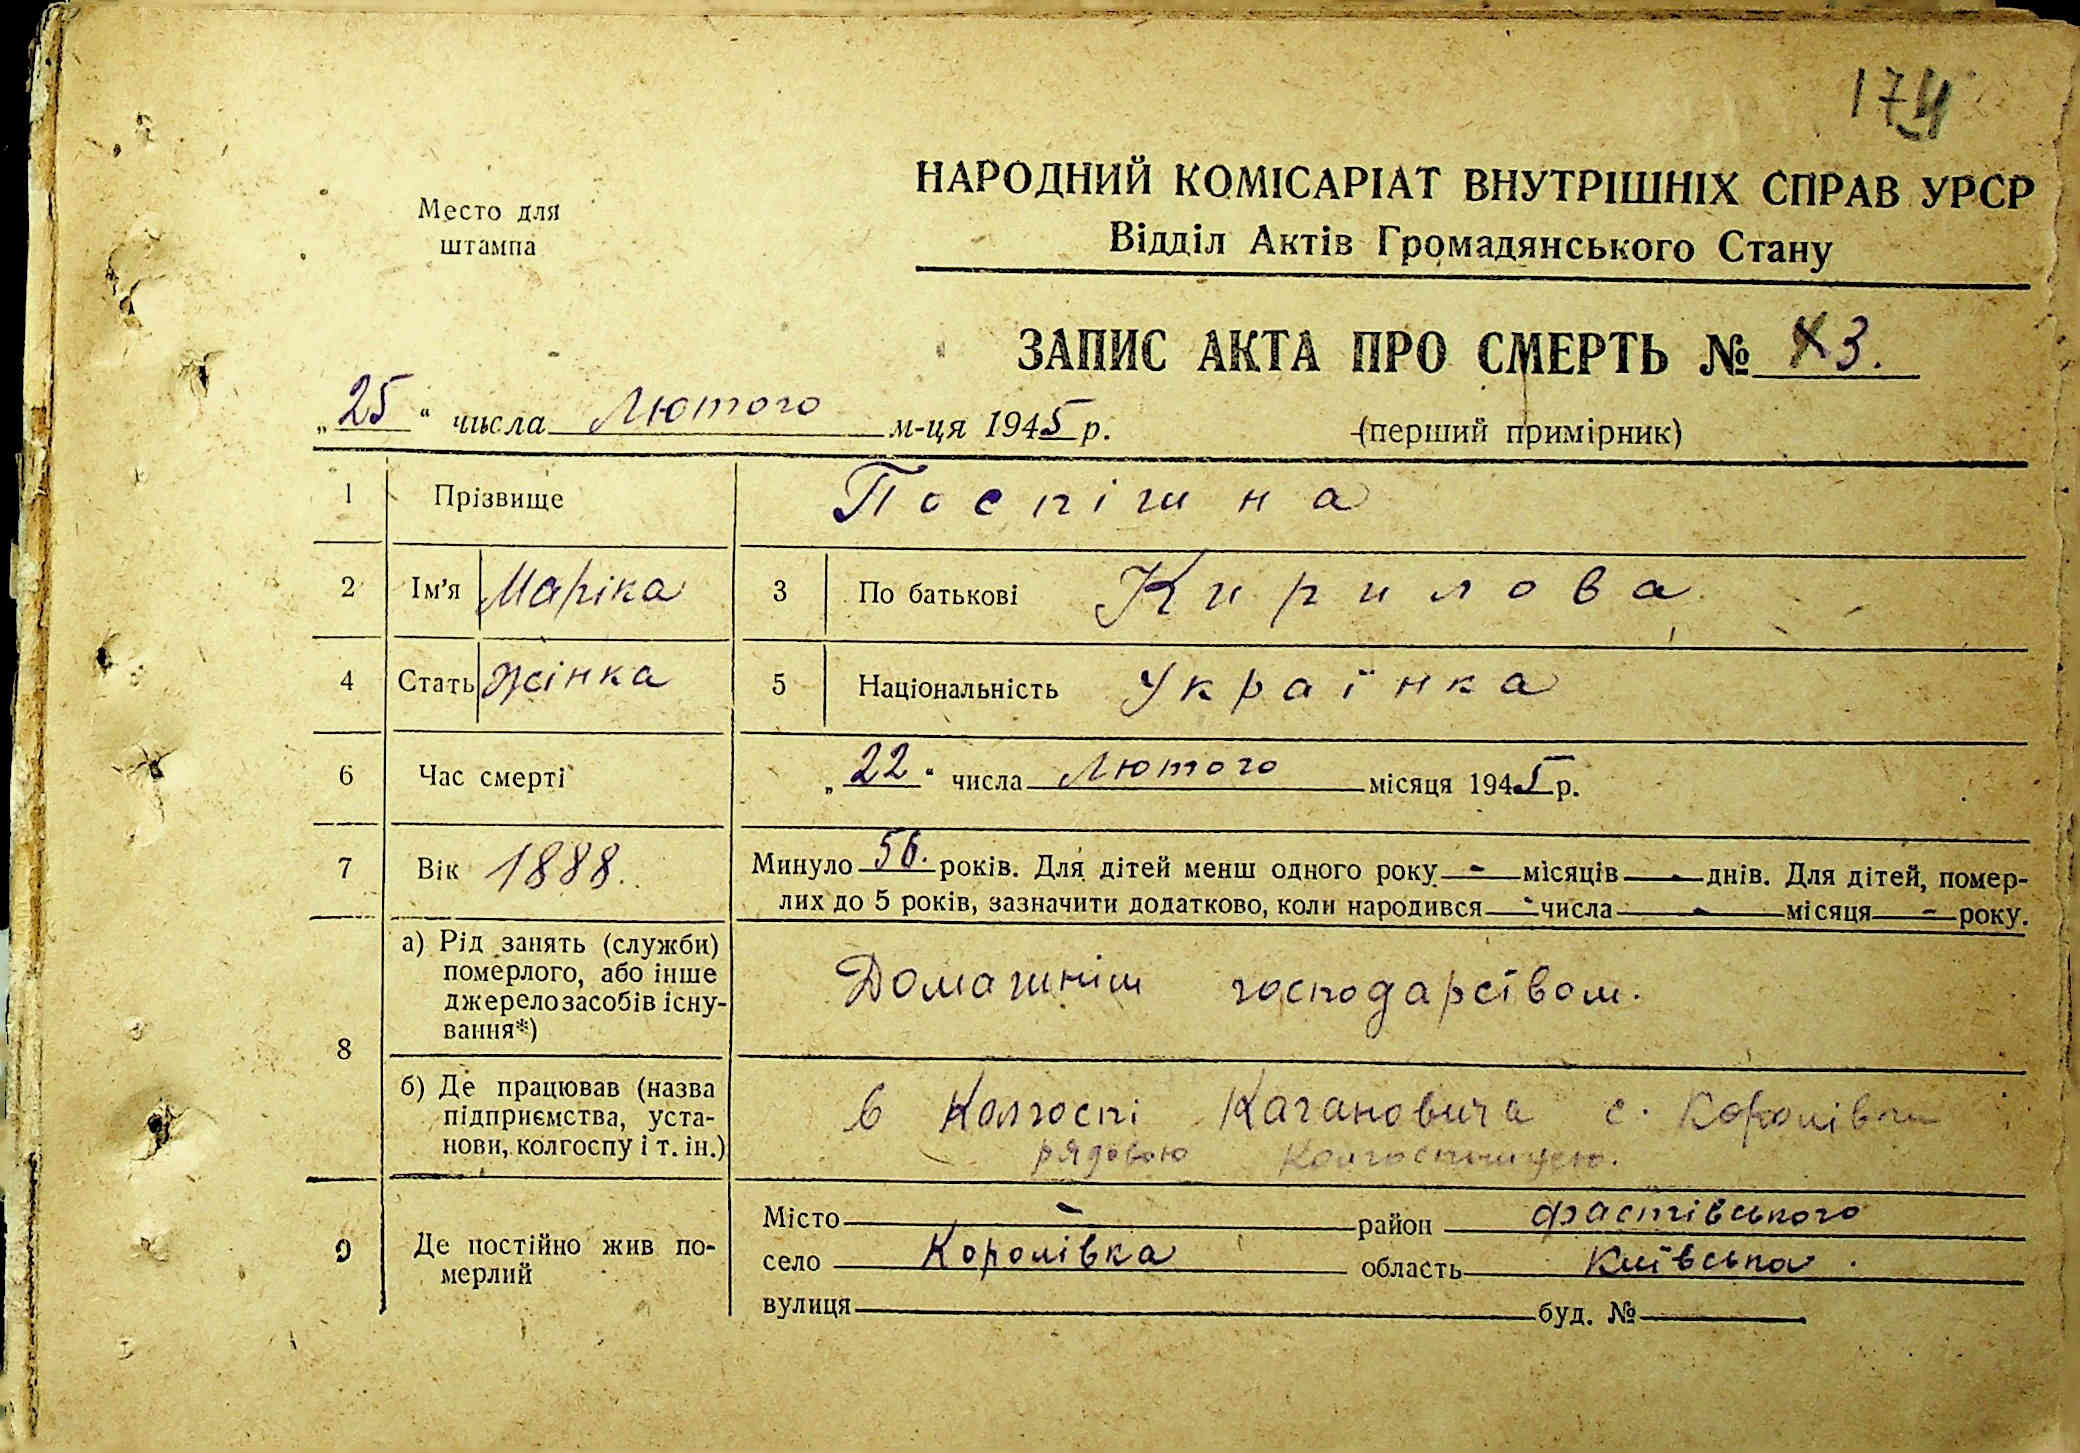 174
Место для
штампа
НАРОДНИЙ КОМІСАРІАТ ВНУТРІШНІХ СПРАВ УРСР
Відділ Актів Громадянського Стану
ЗАПИС АКТА ПРО СМЕРТЬ № 3.
„25“ числа Лютого м-ця 1945 р.
(перший примірник)
1 Прізвище Поспішна
2 Ім'я Маріка 3 По батькові Кирилова
4 Стать жінка 5 Національність Українка
6 Час смерті „22“ числа Лютого місяця 1945 р.
7 Вік 1888. Минуло 56. років. Для дітей менш одного року - місяців - днів. Для дітей, помер-
лих до 5 років, зазначити додатково, коли народився - числа - місяця - року.
8 а) Рід занять (служби)
померлого, або інше
джерело засобів існу-
вання*)
Домашнім господарством.
б) Де працював (назва
підприємства, уста-
нови, колгоспу і т. ін.)
в Колгоспі Кагановича с. Королівки
рядовою колгоспницею.
9 Де постійно жив по-
мерлий
Місто - район Фастівського
село Королівка область Київська.
вулиця буд. №